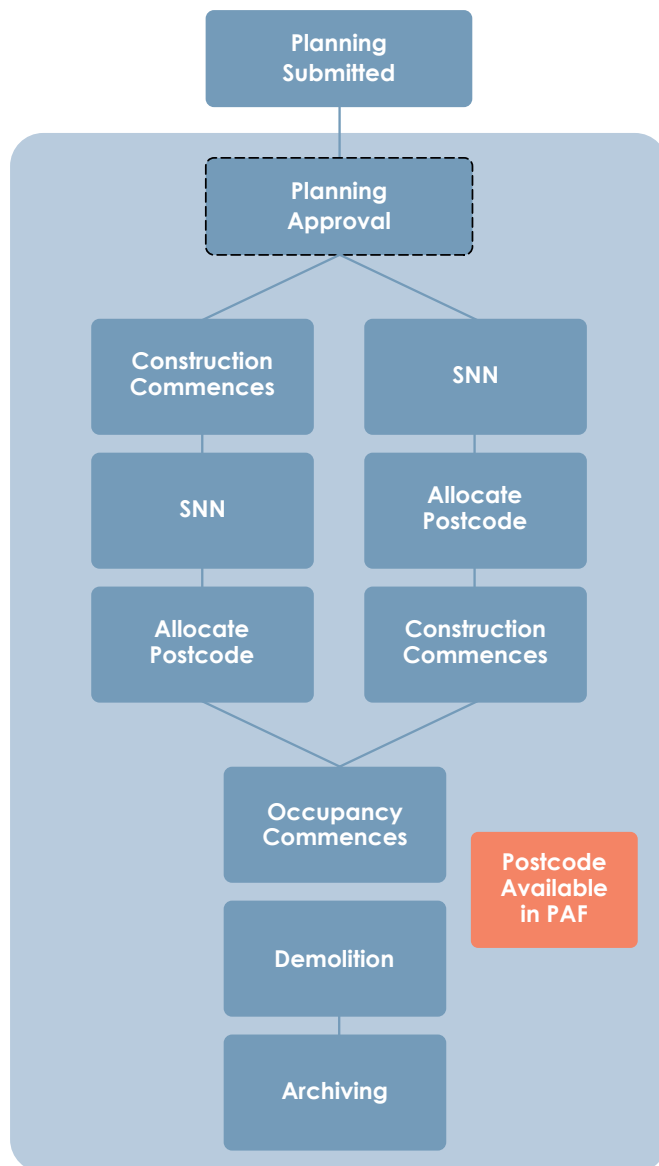 Planning
Submitted
Planning
Approval
Construction
Commences
SNN
SNN
Allocate
Postcode
Allocate
Postcode
Construction
Commences
Occupancy
Commences
Postcode
Available
in PAF
Demolition
Archiving